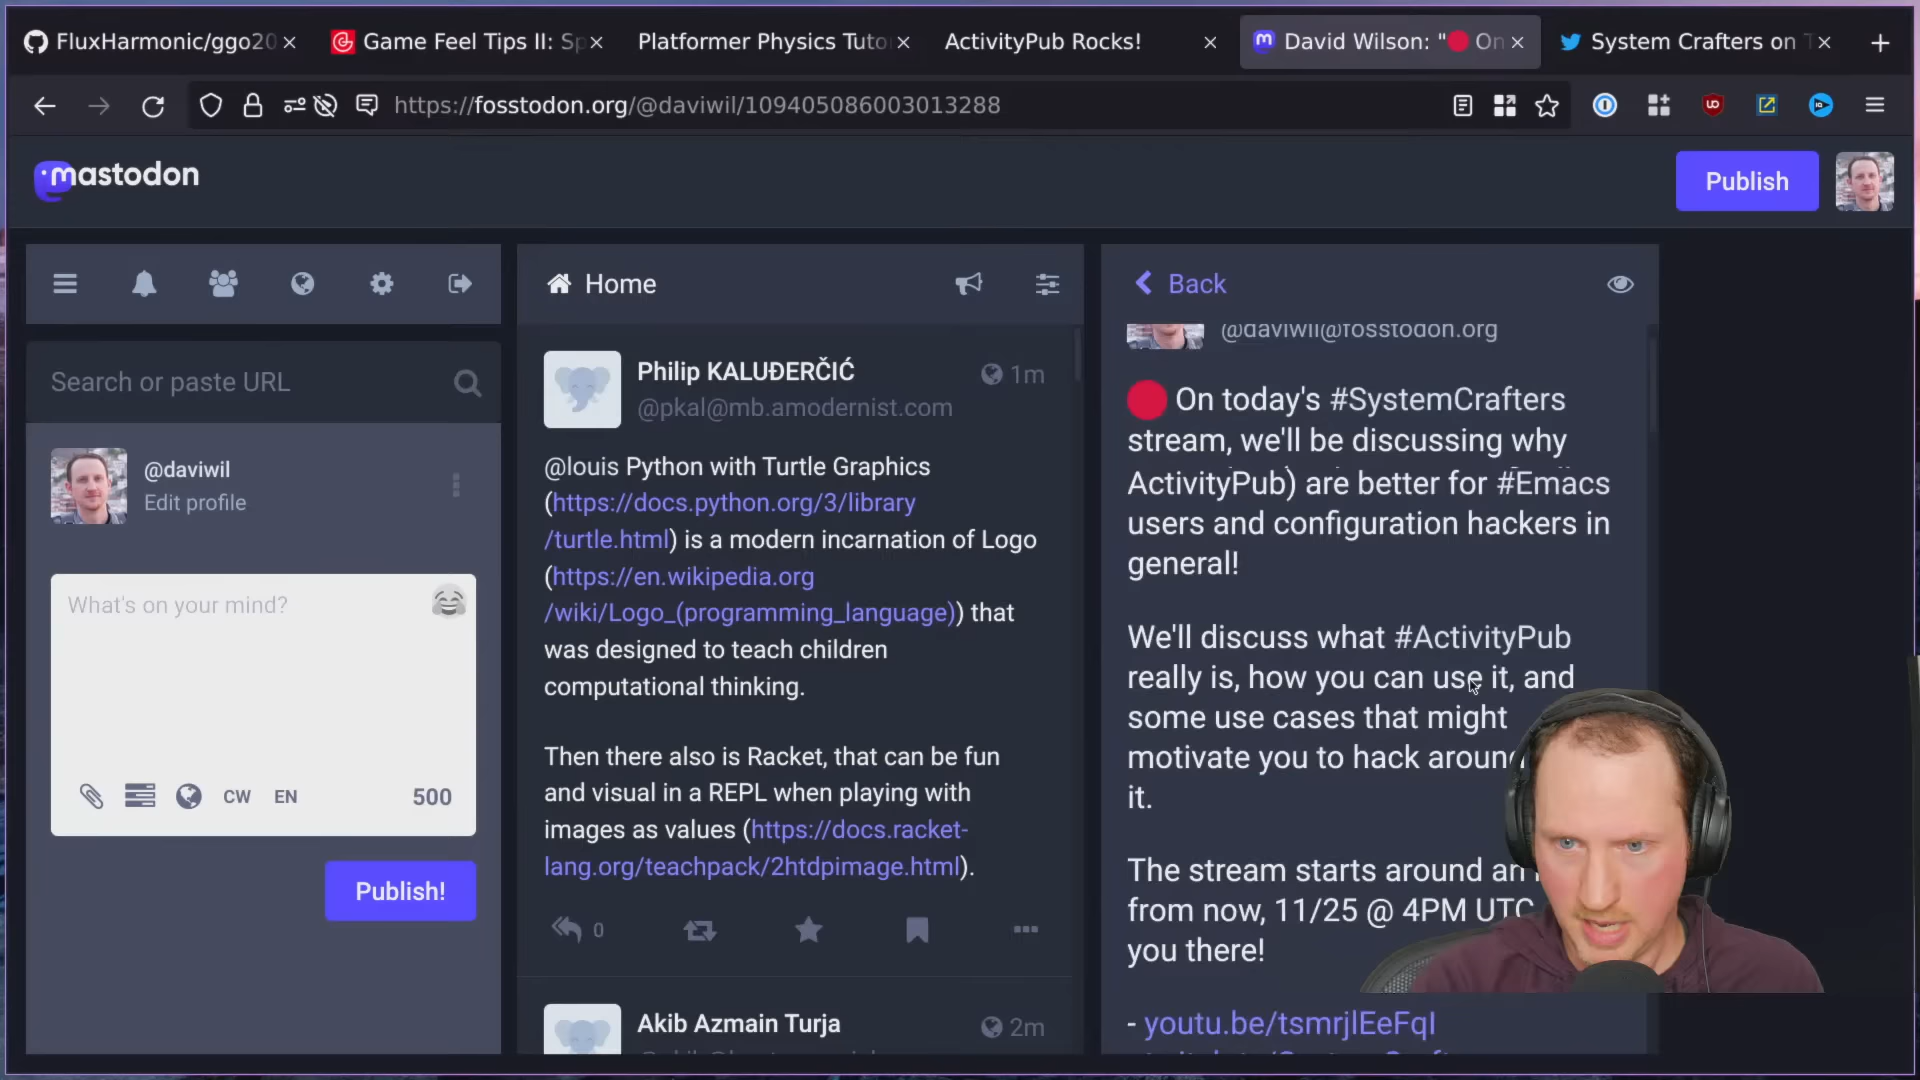 FluxHarmonic/ggo20
Game Feel Tips II: Sp
Platformer Physics Tuto
ActivityPub Rocks!
David Wilson: "🔴 On
System Crafters on T
https://fosstodon.org/@daviwil/109405086003013288
mastodon
Publish
Search or paste URL
@daviwil
Edit profile
What's on your mind?
CW EN 500
Publish!
Home
Philip KALUĐERČIĆ 1m
@pkal@mb.amodernist.com
@louis Python with Turtle Graphics
(https://docs.python.org/3/library
/turtle.html) is a modern incarnation of Logo
(https://en.wikipedia.org
/wiki/Logo_(programming_language)) that
was designed to teach children
computational thinking.
Then there also is Racket, that can be fun
and visual in a REPL when playing with
images as values (https://docs.racket-
lang.org/teachpack/2htdpimage.html).
0
Akib Azmain Turja 2m
Back
@daviwil@fosstodon.org
🔴 On today's #SystemCrafters
stream, we'll be discussing why
ActivityPub) are better for #Emacs
users and configuration hackers in
general!
We'll discuss what #ActivityPub
really is, how you can use it, and
some use cases that might
motivate you to hack around
it.
The stream starts around an
from now, 11/25 @ 4PM UTC
you there!
- youtu.be/tsmrjlEeFqI